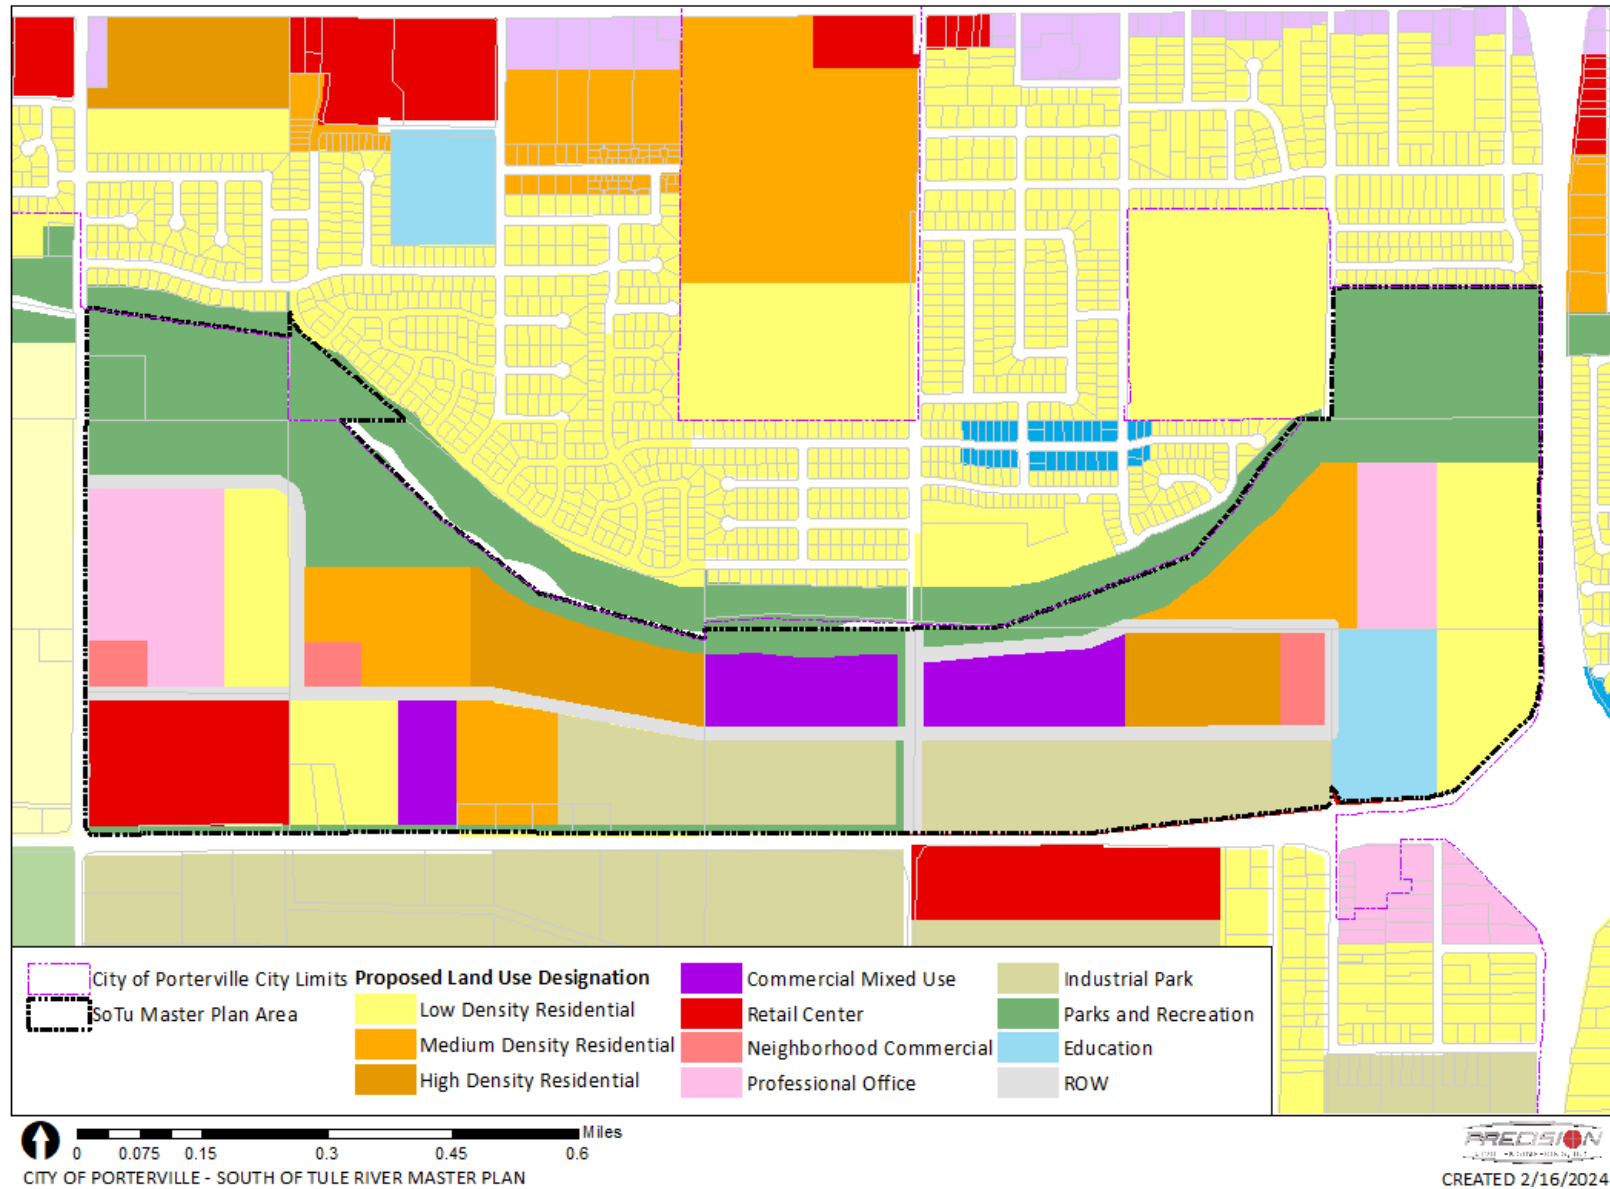 City of Porterville City Limits
SoTu Master Plan Area
Proposed Land Use Designation
Low Density Residential
Medium Density Residential
High Density Residential
Commercial Mixed Use
Retail Center
Neighborhood Commercial
Professional Office
Industrial Park
Parks and Recreation
Education
ROW
Miles
0 0.075 0.15 0.3 0.45 0.6
CITY OF PORTERVILLE - SOUTH OF TULE RIVER MASTER PLAN
PRECISION
CREATED 2/16/2024